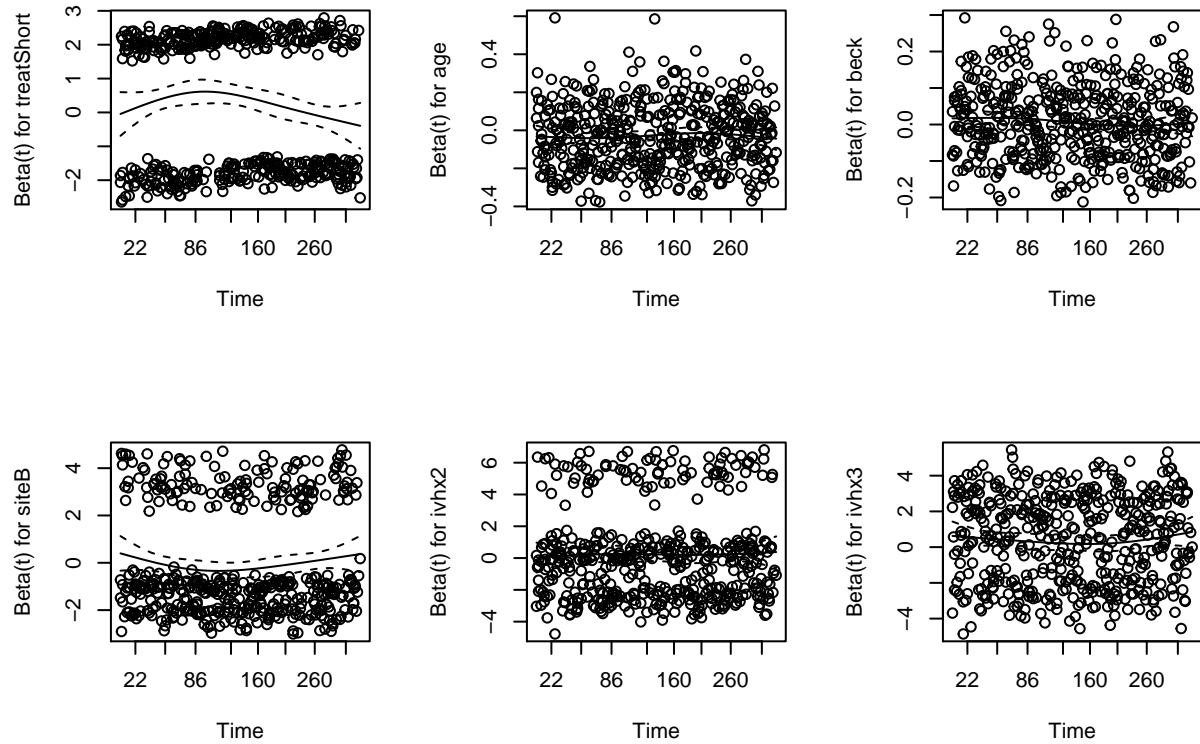 Beta(t) for treatShort
3
2
1
0
−2
22 86 160 260
Time
Beta(t) for age
0.4
0.0
−0.4
22 86 160 260
Time
Beta(t) for beck
0.2
0.0
−0.2
22 86 160 260
Time
Beta(t) for siteB
4
2
0
−2
22 86 160 260
Time
Beta(t) for ivhx2
6
4
2
0
−4
22 86 160 260
Time
Beta(t) for ivhx3
4
2
0
−4
22 86 160 260
Time